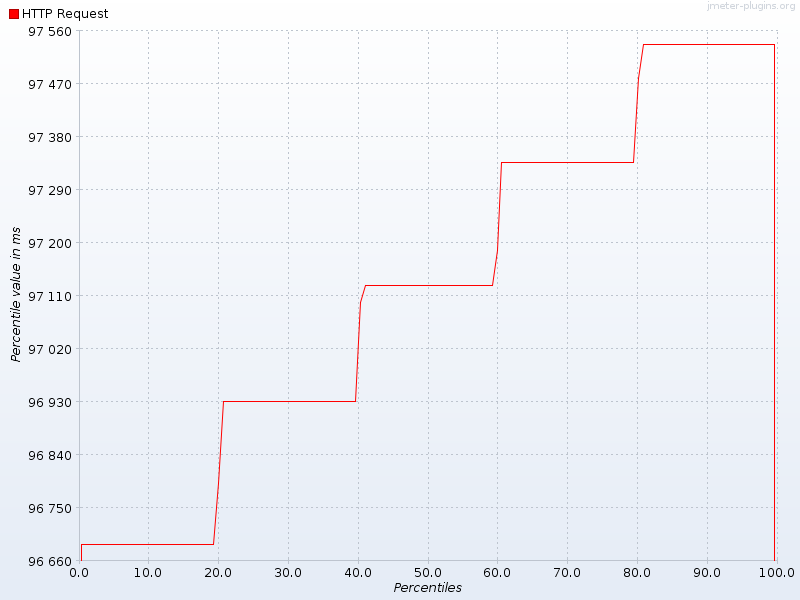 jmeter-plugins.org
HTTP Request
97 560
97 470
97 380
97 290
97 200
97 110
97 020
96 930
96 840
96 750
96 660
Percentile value in ms
0.0 10.0 20.0 30.0 40.0 50.0 60.0 70.0 80.0 90.0 100.0
Percentiles